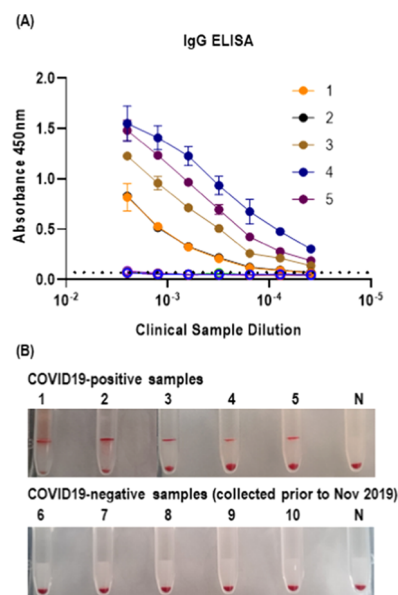 (A)
IgG ELISA
Absorbance 450nm
2.0
1.5
1.0
0.5
0.0
10-2 10-3 10-4 10-5
Clinical Sample Dilution
1
2
3
4
5
(B)
COVID19-positive samples
1 2 3 4 5 N
COVID19-negative samples (collected prior to Nov 2019)
6 7 8 9 10 N